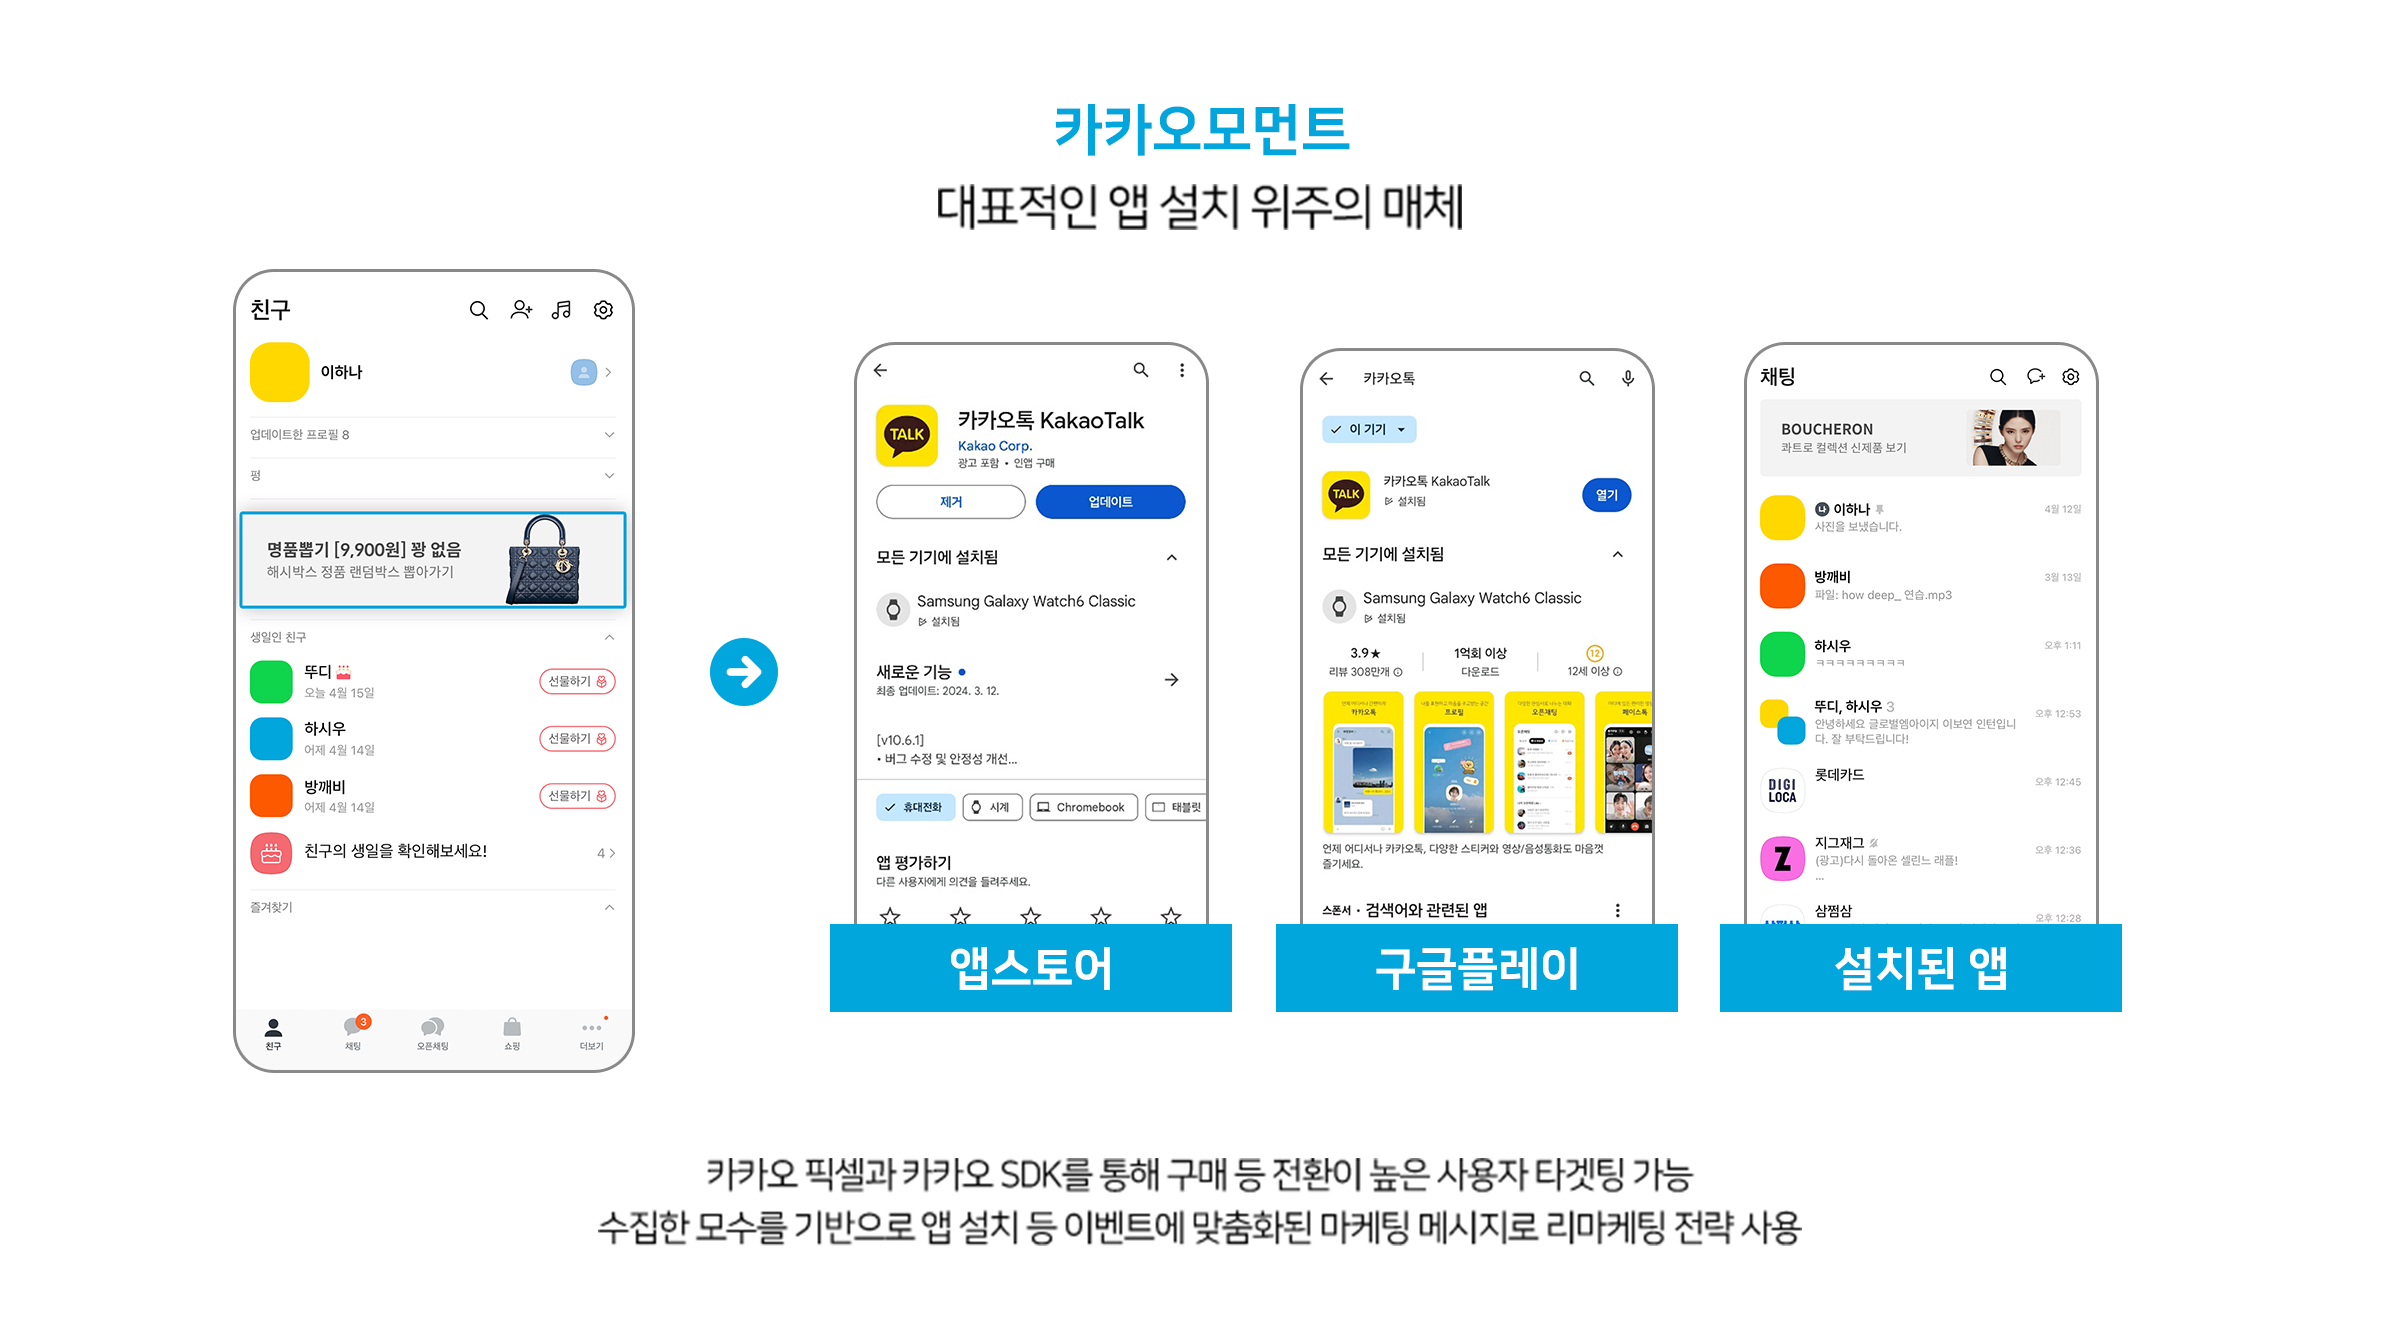 카카오모먼트
대표적인 앱 설치 위주의 매체
친구
이하나
업데이트한 프로필 8
펑
명품뽑기 [9,900원] 꽝 없음
해시박스 정품 랜덤박스 뽑아가기
생일인 친구
뚜디
오늘 4월 15일
선물하기
하시우
어제 4월 14일
선물하기
방깨비
어제 4월 14일
선물하기
친구의 생일을 확인해보세요!
4
즐겨찾기
3
친구
채팅
오픈채팅
쇼핑
더보기
TALK
카카오톡 KakaoTalk
Kakao Corp.
광고 포함 • 인앱 구매
제거
업데이트
모든 기기에 설치됨
Samsung Galaxy Watch6 Classic
설치됨
새로운 기능
최종 업데이트: 2024. 3. 12.
[v10.6.1]
• 버그 수정 및 안정성 개선...
휴대전화
시계
Chromebook
태블릿
앱 평가하기
다른 사용자에게 의견을 들려주세요.
앱스토어
카카오톡
이 기기
TALK
카카오톡 KakaoTalk
설치됨
열기
모든 기기에 설치됨
Samsung Galaxy Watch6 Classic
설치됨
3.9★
리뷰 308만개
1억회 이상
다운로드
12
12세 이상
카카오톡
프로필
오픈채팅
페이스톡
언제 어디서나 카카오톡, 다양한 스티커와 영상/음성통화도 마음껏
즐기세요.
스폰서 • 검색어와 관련된 앱
구글플레이
채팅
BOUCHERON
콰트로 컬렉션 신제품 보기
나 이하나
사진을 보냈습니다.
4월 12일
방깨비
파일: how deep_ 연습.mp3
3월 13일
하시우
ㅋㅋㅋㅋㅋㅋㅋㅋㅋ
오후 1:11
뚜디, 하시우 3
안녕하세요 글로벌엠아이지 이보연 인턴입니
다. 잘 부탁드립니다!
오후 12:53
DIGI
LOCA
롯데카드
오후 12:45
Z
지그재그
(광고)다시 돌아온 셀린느 래플!
...
오후 12:36
삼쩜삼
오후 12:28
설치된 앱
카카오 픽셀과 카카오 SDK를 통해 구매 등 전환이 높은 사용자 타겟팅 가능
수집한 모수를 기반으로 앱 설치 등 이벤트에 맞춤화된 마케팅 메시지로 리마케팅 전략 사용